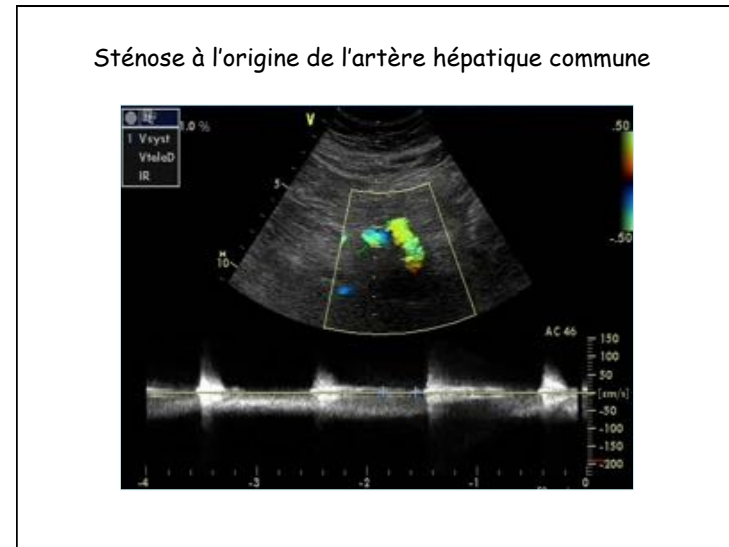 Sténose à l'origine de l'artère hépatique commune
1.0 %
V
.50
1 Vsyst
VteleD
IR
5
-.50
M
10
AC 46
150
100
50
[cm/s]
-50
-100
-150
-200
-4
-3
-2
-1
0